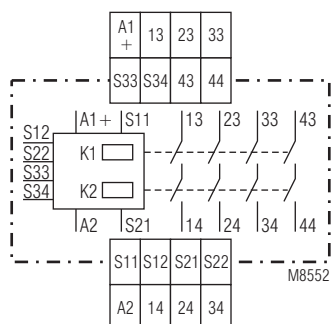 A1 + 13 23 33
S33 S34 43 44
A1+ S11 13 23 33 43
S12
S22
S33
S34
K1
K2
A2 S21 14 24 34 44
S11 S12 S21 S22
A2 14 24 34
M8552